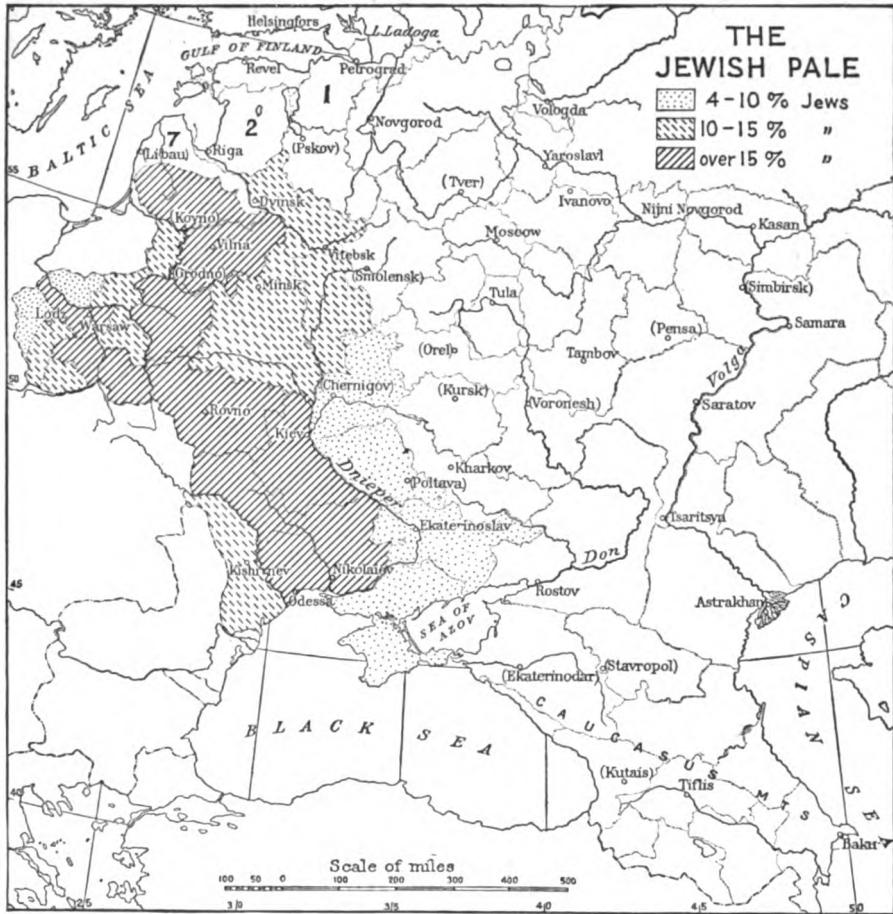 THE
JEWISH PALE
4-10 % Jews
10-15 % "
over 15 % "
Helsingfors
L. Ladoga
GULF OF FINLAND
Revel
Petrograd
1
2
7
BALTIC SEA
Novgorod
Vologda
(Libau)
Riga
(Pskov)
Yaroslavl
55
(Tver)
Dvinsk
Ivanovo
Nijni Novgorod
(Kovno)
Kasan
Moscow
Vilna
Vitebsk
(Smolensk)
Grodno
Minsk
(Simbirsk)
Tula
Lodz
Warsaw
Samara
(Pensa)
(Orel)
Tambov
Volga
50
Chernigov
(Kursk)
(Voronesh)
Saratov
Rovno
Kiev
Kharkov
Dnieper
(Poltava)
Tsaritsyn
Ekaterinoslav
Don
45
Kishinev
Nikolaiev
Odessa
Rostov
Astrakhan
SEA OF
AZOV
CASPIAN SEA
(Ekaterinodar)
(Stavropol)
BLACK SEA
CAUCASUS MTS
(Kutais)
Tiflis
40
Baku
Scale of miles
100 50 0 100 200 300 400 500
25
30
35
40
45
50